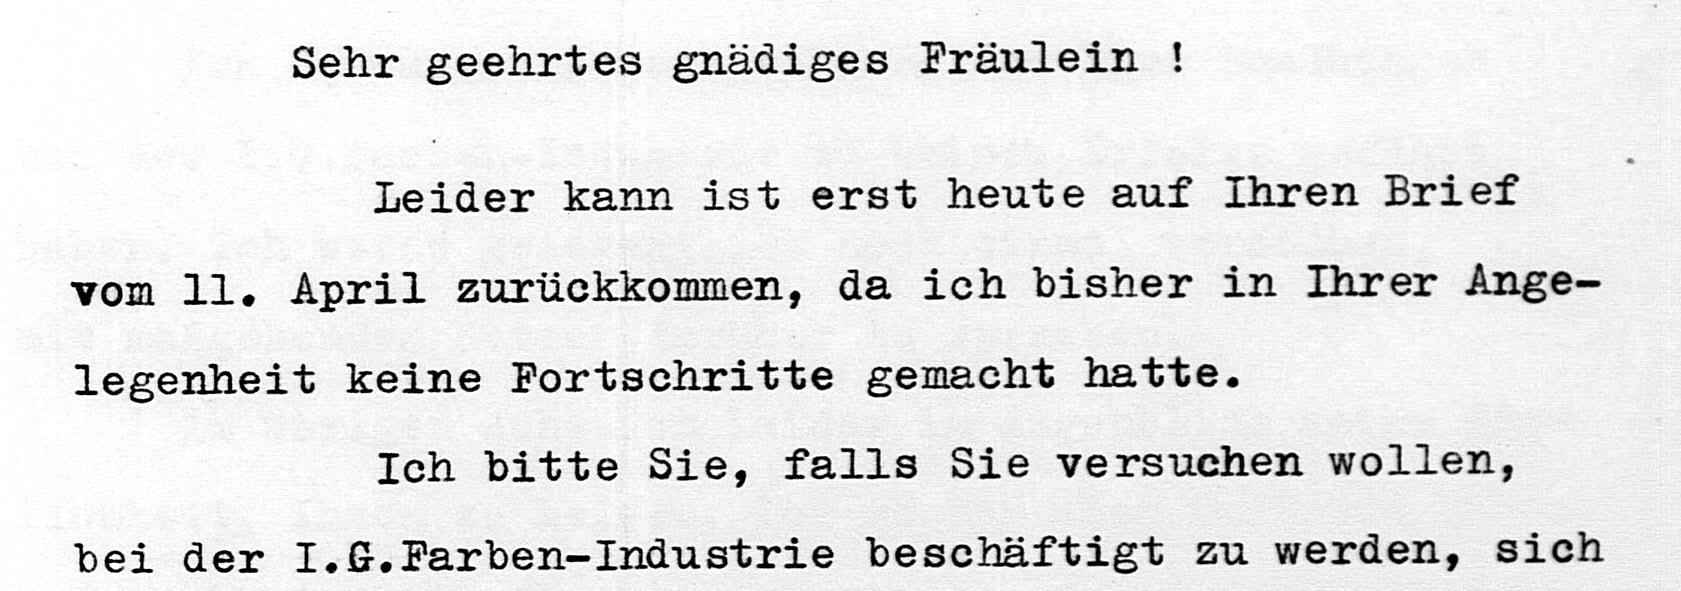 Sehr geehrtes gnädiges Fräulein !
Leider kann ist erst heute auf Ihren Brief
vom 11. April zurückkommen, da ich bisher in Ihrer Ange-
legenheit keine Fortschritte gemacht hatte.
Ich bitte Sie, falls Sie versuchen wollen,
bei der I.G.Farben-Industrie beschäftigt zu werden, sich